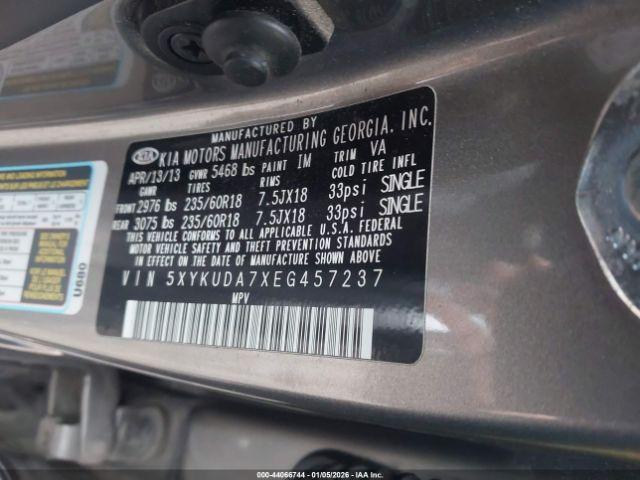 MANUFACTURED BY
KIA KIA MOTORS MANUFACTURING GEORGIA, INC.
APR/13/13 GVWR 5468 lbs PAINT IM TRIM VA
GAWR TIRES RIMS COLD TIRE INFL
FRONT 2976 lbs 235/60R18 7.5JX18 33psi SINGLE
REAR 3075 lbs 235/60R18 7.5JX18 33psi SINGLE
THIS VEHICLE CONFORMS TO ALL APPLICABLE U.S.A. FEDERAL
MOTOR VEHICLE SAFETY AND THEFT PREVENTION STANDARDS
IN EFFECT ON THE DATE OF MANUFACTURE SHOWN ABOVE.
VIN 5XYKUDA7XEG457237
MPV
U680
000-44066744 - 01/05/2026 - IAAI.COM